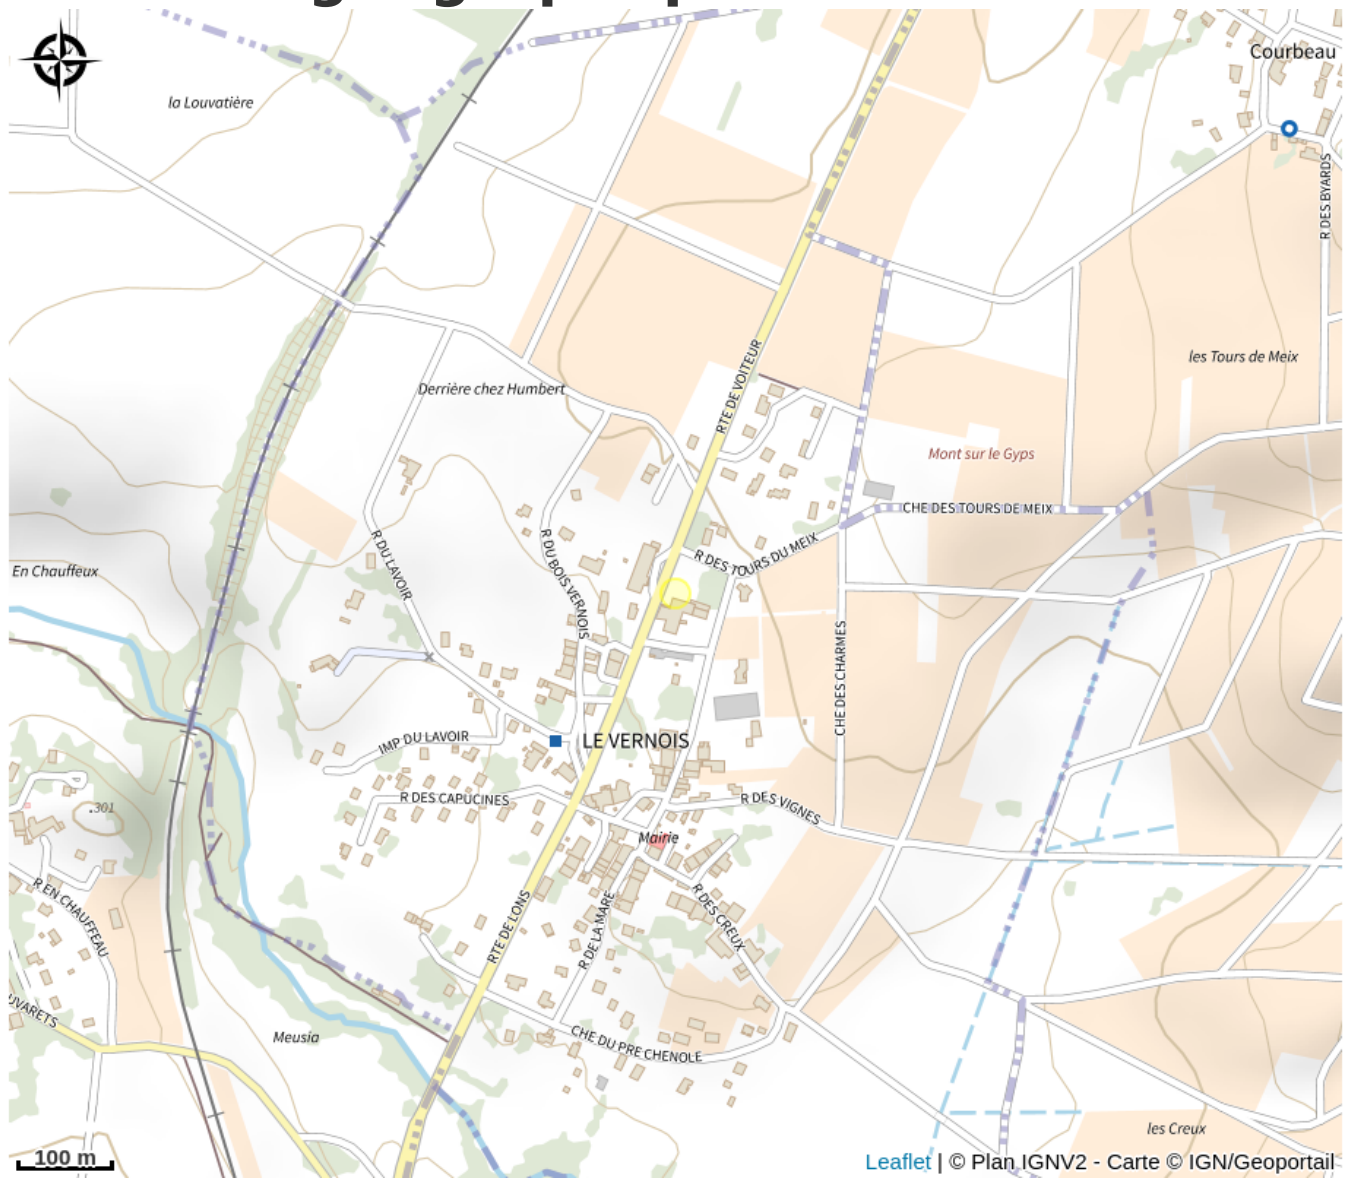 Courbeau
la Louvatière
R DES BYARDS
RTE DE VOITEUR
les Tours de Meix
Derrière chez Humbert
Mont sur le Gyps
CHE DES TOURS DE MEIX
R DU LAVOIR
R DU BOIS VERNOIS
R DES TOURS DU MEIX
En Chauffeux
CHE DES CHARMES
IMP DU LAVOIR
LE VERNOIS
R DES CAPUCINES
R DES VIGNES
.301
Mairie
R EN CHAUFFEAU
RTE DE LONS
R DE LA MARE
R DES CREUX
UVARETS
Meusia
CHE DU PRE CHENOLE
les Creux
100 m
Leaflet | © Plan IGNV2 - Carte © IGN/Geoportail